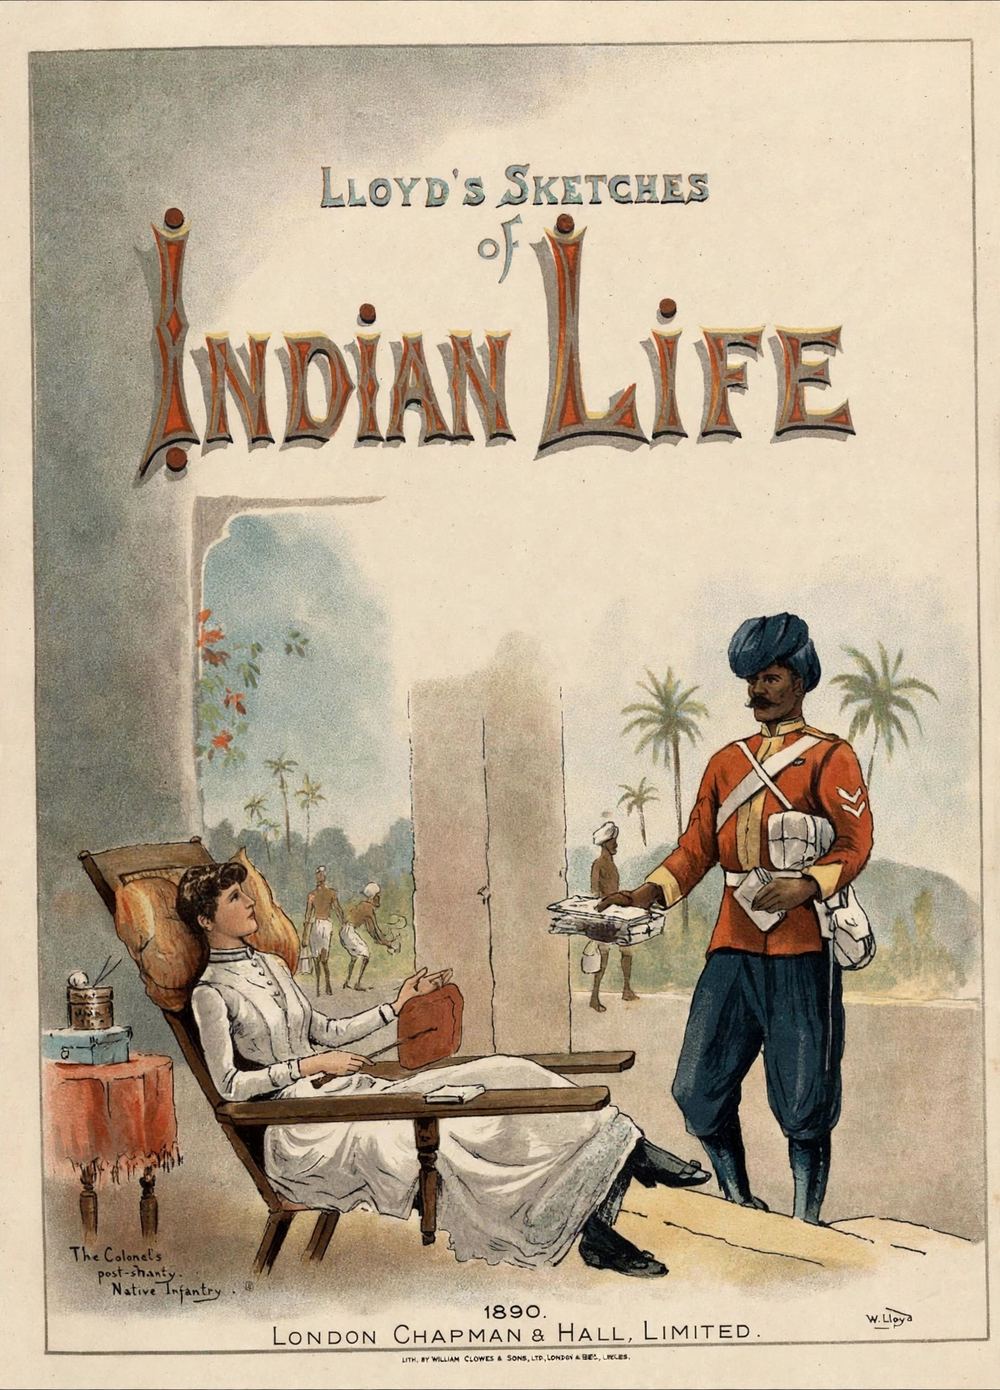 LLOYD'S SKETCHES
of
INDIAN LIFE
The Colonel's
post-shanty.
Native Infantry.
1890.
W. Lloyd
LONDON CHAPMAN & HALL, LIMITED.
LITH. BY WILLIAM CLOWES & SONS, LTD, LONDON &